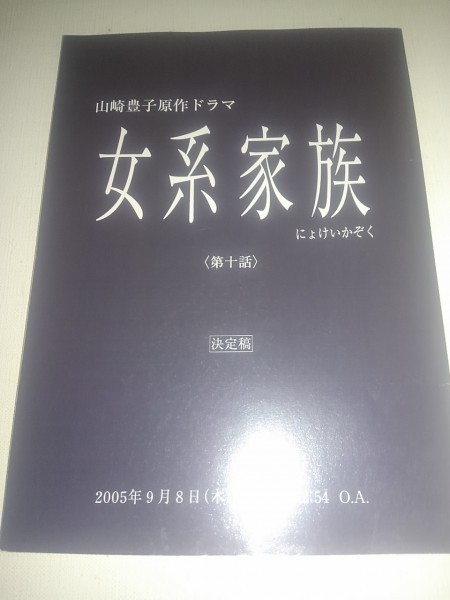 山崎豊子原作ドラマ
女系家族
にょけいかぞく
〈第十話〉
決定稿
2005年9月8日(木 :54 O.A.